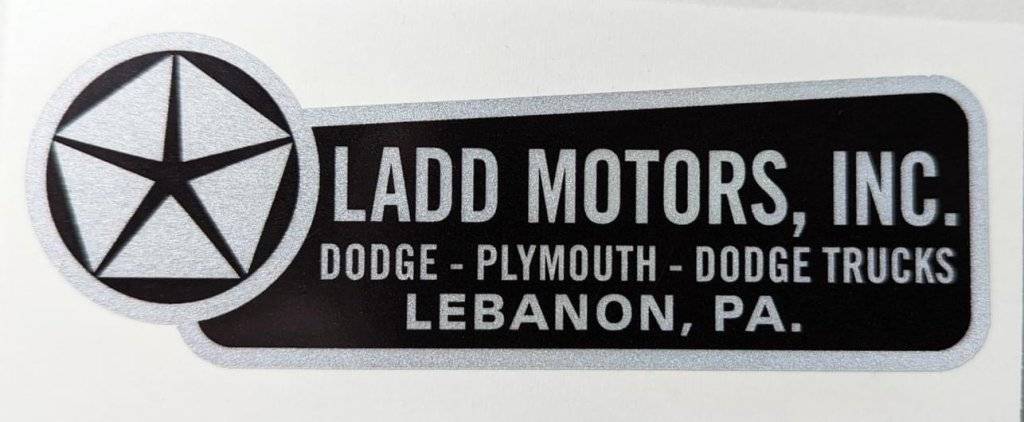 LADD MOTORS, INC.
DODGE - PLYMOUTH - DODGE TRUCKS
LEBANON, PA.